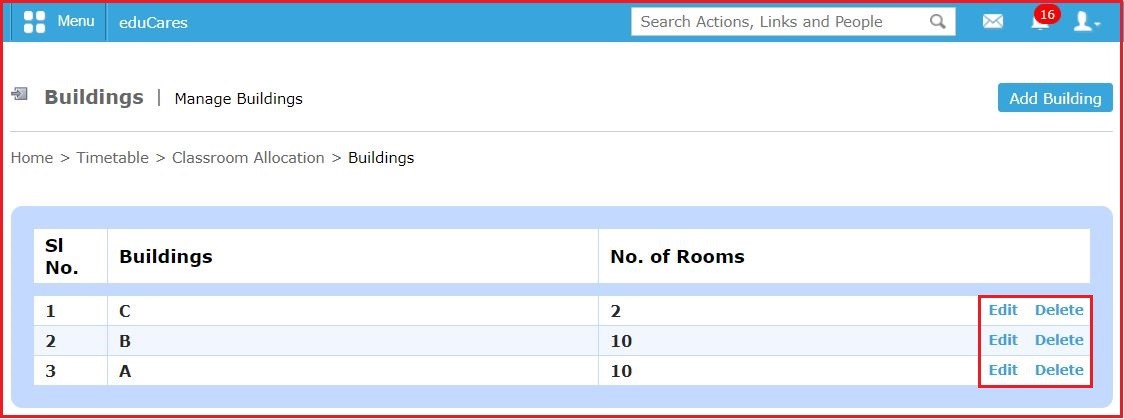 Menu eduCares Search Actions, Links and People 16
Buildings | Manage Buildings Add Building
Home > Timetable > Classroom Allocation > Buildings
Sl No. Buildings No. of Rooms
1 C 2 Edit Delete
2 B 10 Edit Delete
3 A 10 Edit Delete